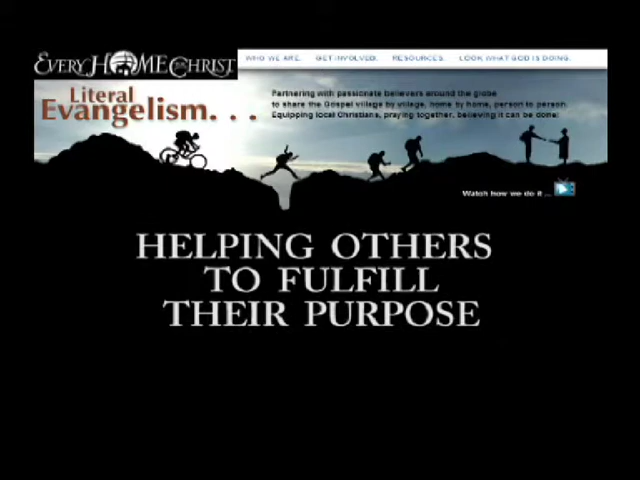 EVERY HOME FOR CHRIST
WHO WE ARE. GET INVOLVED. RESOURCES. LOOK WHAT GOD IS DOING.
Literal
Evangelism. . .
Partnering with passionate believers around the globe
to share the Gospel village by village, home by home, person to person.
Equipping local Christians, praying together, believing it can be done.
Watch how we do it...
HELPING OTHERS
TO FULFILL
THEIR PURPOSE